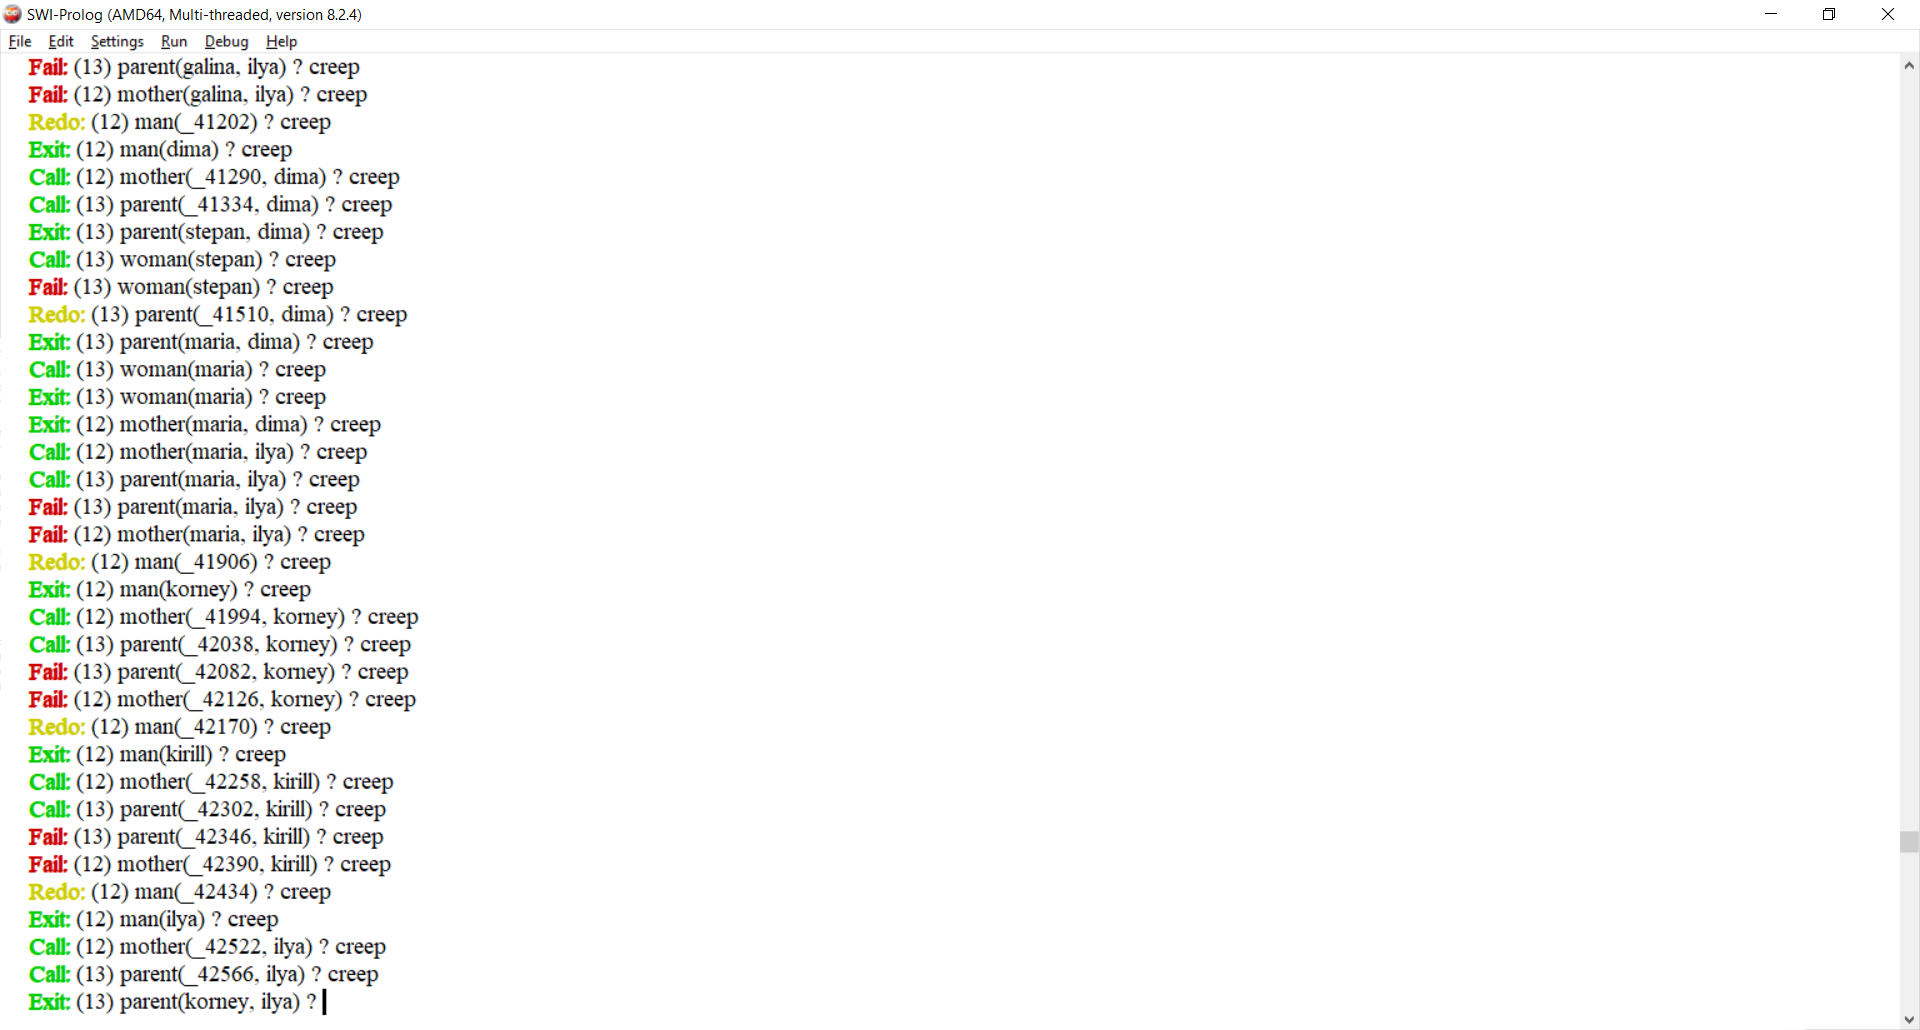 SWI-Prolog (AMD64, Multi-threaded, version 8.2.4)
File Edit Settings Run Debug Help
Fail: (13) parent(galina, ilya) ? creep
Fail: (12) mother(galina, ilya) ? creep
Redo: (12) man(_41202) ? creep
Exit: (12) man(dima) ? creep
Call: (12) mother(_41290, dima) ? creep
Call: (13) parent(_41334, dima) ? creep
Exit: (13) parent(stepan, dima) ? creep
Call: (13) woman(stepan) ? creep
Fail: (13) woman(stepan) ? creep
Redo: (13) parent(_41510, dima) ? creep
Exit: (13) parent(maria, dima) ? creep
Call: (13) woman(maria) ? creep
Exit: (13) woman(maria) ? creep
Exit: (12) mother(maria, dima) ? creep
Call: (12) mother(maria, ilya) ? creep
Call: (13) parent(maria, ilya) ? creep
Fail: (13) parent(maria, ilya) ? creep
Fail: (12) mother(maria, ilya) ? creep
Redo: (12) man(_41906) ? creep
Exit: (12) man(korney) ? creep
Call: (12) mother(_41994, korney) ? creep
Call: (13) parent(_42038, korney) ? creep
Fail: (13) parent(_42082, korney) ? creep
Fail: (12) mother(_42126, korney) ? creep
Redo: (12) man(_42170) ? creep
Exit: (12) man(kirill) ? creep
Call: (12) mother(_42258, kirill) ? creep
Call: (13) parent(_42302, kirill) ? creep
Fail: (13) parent(_42346, kirill) ? creep
Fail: (12) mother(_42390, kirill) ? creep
Redo: (12) man(_42434) ? creep
Exit: (12) man(ilya) ? creep
Call: (12) mother(_42522, ilya) ? creep
Call: (13) parent(_42566, ilya) ? creep
Exit: (13) parent(korney, ilya) ?